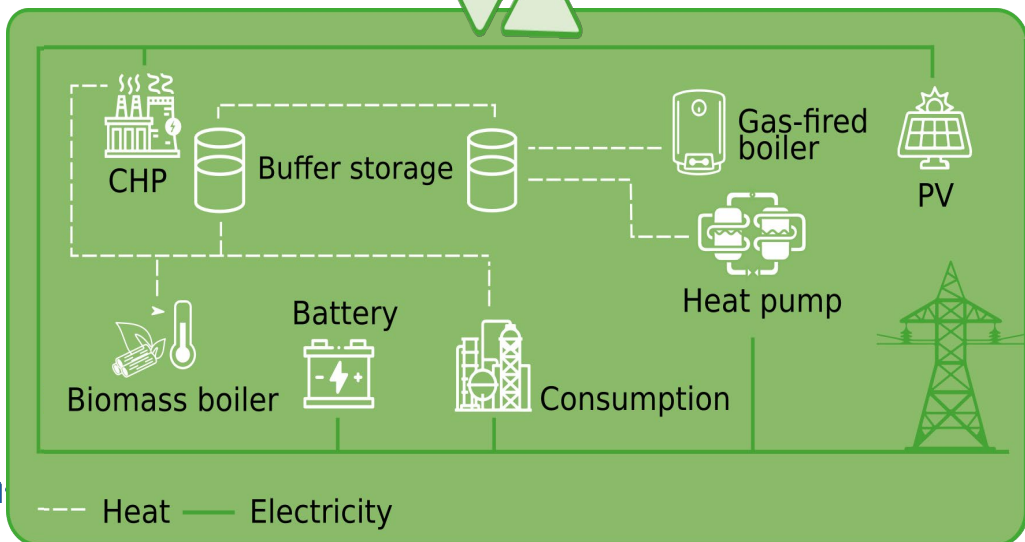 CHP
Buffer storage
Gas-fired
boiler
PV
Heat pump
Battery
Biomass boiler
Consumption
Heat
Electricity